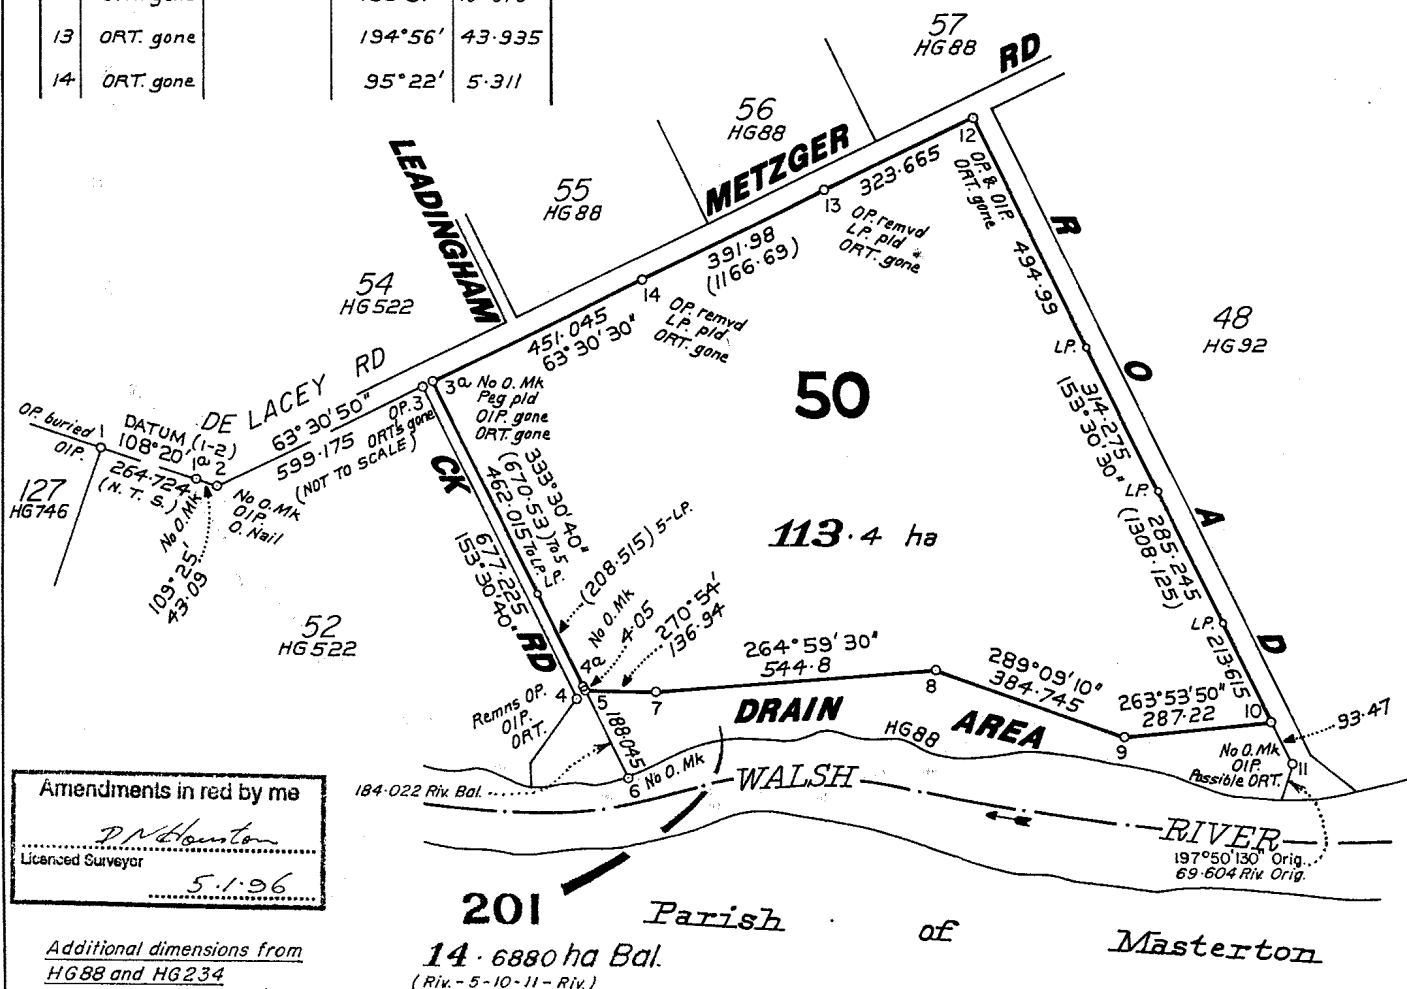 13 ORT. gone 194°56' 43·935
14 ORT. gone 95°22' 5·311
57
HG88
METZGER RD
56
HG88
55
HG88
LEADINGHAM
54
HG522
DE LACEY RD
63°30'50"
599·175
(NOT TO SCALE)
OP. buried 1
OIP.
DATUM (1-2)
108°20'
264·724
(N. T. S.)
1a 2
No O. Mk
109°25'
43·09
No O. Mk
OIP.
O. Nail
127
HG746
52
HG522
OP. 3
ORTs gone
3a No O. Mk
Peg pld
OIP. gone
ORT. gone
451·045
63°30'30"
14
OP. remvd
LP. pld
ORT. gone
391·98
(1166·69)
13
OP. remvd
LP. pld *
ORT. gone
323·665
12
OP. & OIP.
ORT. gone
494·99
LP.
314·275
153°30'30"
LP.
285·245
(1308·125)
LP.
213·615
ROAD
48
HG92
50
113·4 ha
333°30'40"
(670·53) To 5
462·015 To LP.
LP.
(208·515) 5-LP.
CK RD
677·225
153°30'40"
No O. Mk
4·05
270°54'
136·94
4a
4
5
7
Remns OP.
OIP.
ORT.
264°59'30"
544·8
8
289°09'10"
384·745
9
263°53'50"
287·22
10
93·47
No O. Mk
OIP.
Possible ORT.
11
188·045
6 No O. Mk
184·022 Riv. Bal.
DRAIN AREA
HG88
WALSH RIVER
197°50'130" Orig.
69·604 Riv. Orig.
Amendments in red by me
D N Houston
Licenced Surveyor
5·1·96
201
14·6880 ha Bal.
(Riv.-5-10-11-Riv.)
Parish of Masterton
Additional dimensions from
HG88 and HG234